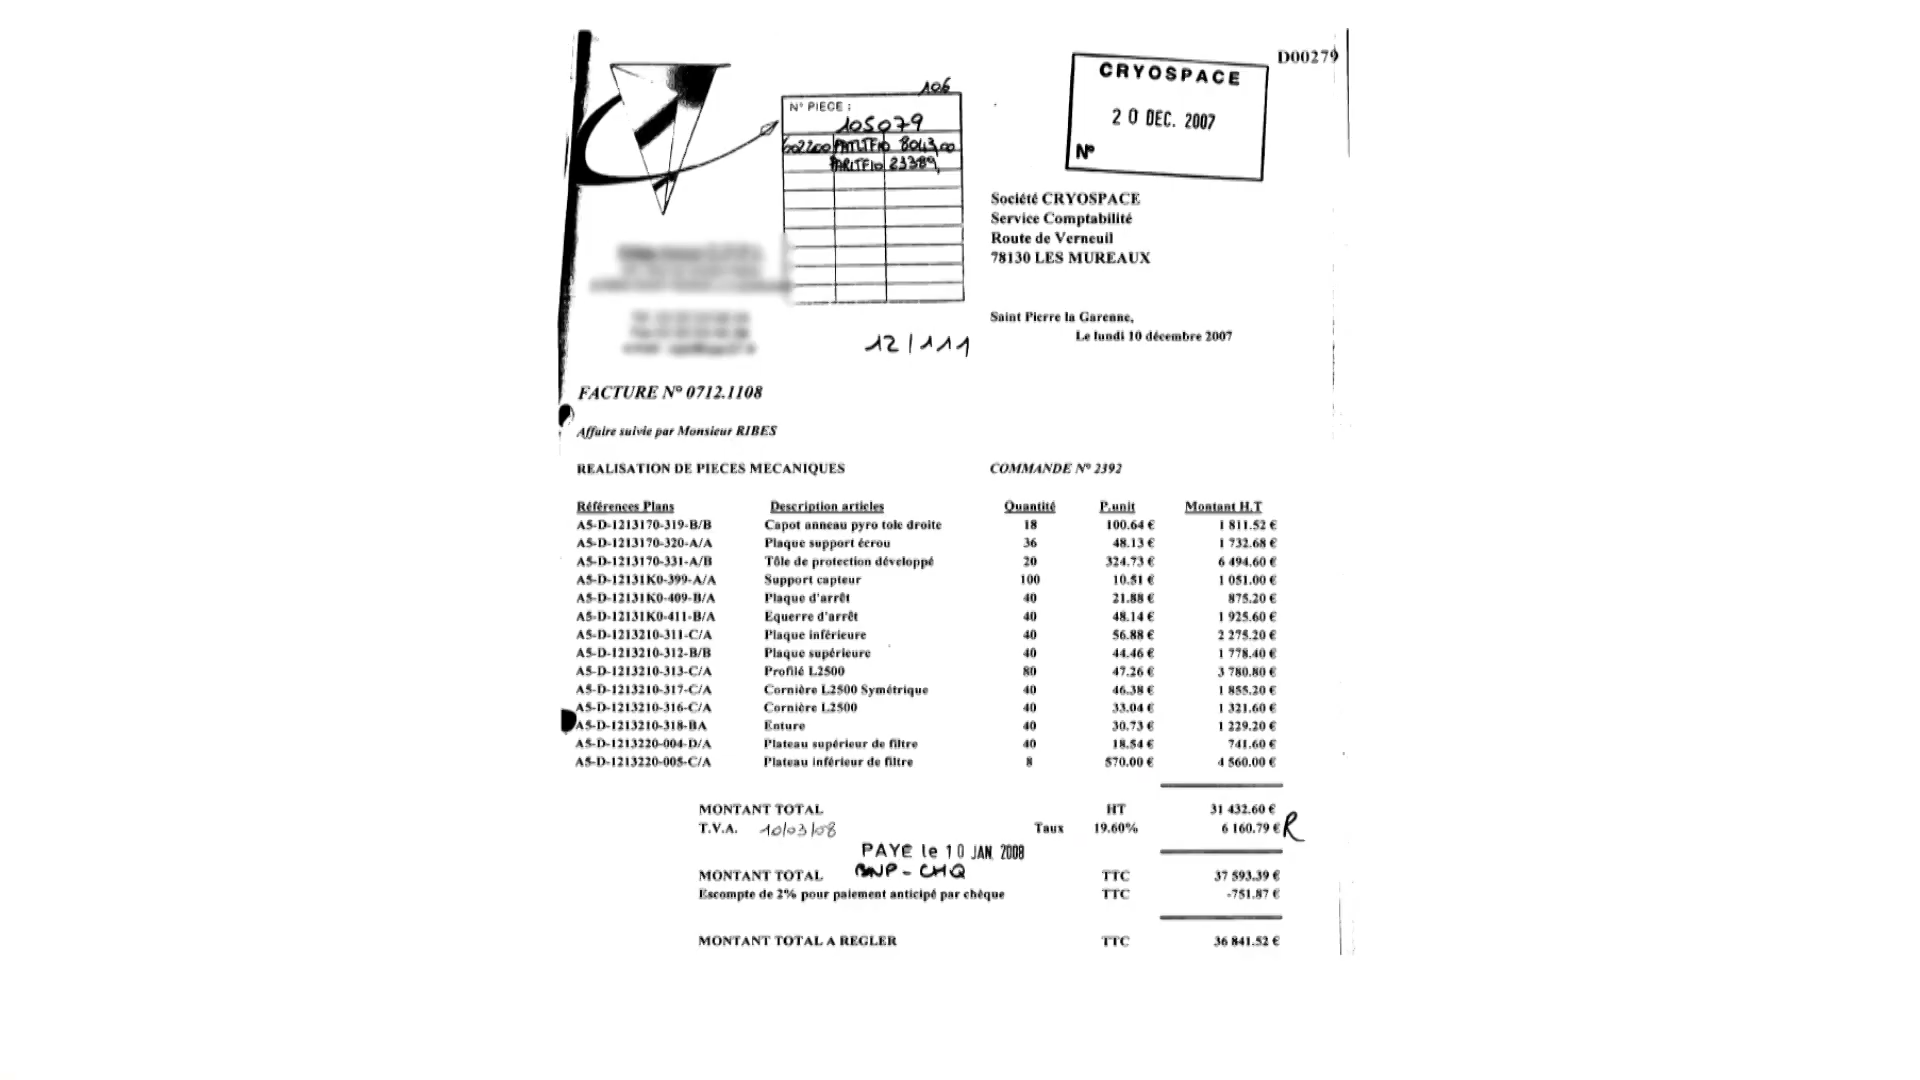 D00279
CRYOSPACE
20 DEC. 2007
N°
106
N° PIECE :
105079
602200 PATLTF10 8043,00
PARLTF10 23389,
Société CRYOSPACE
Service Comptabilité
Route de Verneuil
78130 LES MUREAUX
Saint Pierre la Garenne,
Le lundi 10 décembre 2007
12/111
FACTURE N° 0712.1108
Affaire suivie par Monsieur RIBES
REALISATION DE PIECES MECANIQUES COMMANDE N° 2392
Références Plans Description articles Quantité P.unit Montant H.T
A5-D-1213170-319-B/B Capot anneau pyro tole droite 18 100.64 € 1 811.52 €
A5-D-1213170-320-A/A Plaque support écrou 36 48.13 € 1 732.68 €
A5-D-1213170-331-A/B Tôle de protection développé 20 324.73 € 6 494.60 €
A5-D-12131K0-399-A/A Support capteur 100 10.51 € 1 051.00 €
A5-D-12131K0-409-B/A Plaque d'arrêt 40 21.88 € 875.20 €
A5-D-12131K0-411-B/A Equerre d'arrêt 40 48.14 € 1 925.60 €
A5-D-1213210-311-C/A Plaque inférieure 40 56.88 € 2 275.20 €
A5-D-1213210-312-B/B Plaque supérieure 40 44.46 € 1 778.40 €
A5-D-1213210-313-C/A Profilé L2500 80 47.26 € 3 780.80 €
A5-D-1213210-317-C/A Cornière L2500 Symétrique 40 46.38 € 1 855.20 €
A5-D-1213210-316-C/A Cornière L2500 40 33.04 € 1 321.60 €
A5-D-1213210-318-BA Enture 40 30.73 € 1 229.20 €
A5-D-1213220-004-D/A Plateau supérieur de filtre 40 18.54 € 741.60 €
A5-D-1213220-005-C/A Plateau inférieur de filtre 8 570.00 € 4 560.00 €
MONTANT TOTAL HT 31 432.60 €
T.V.A. 10/03/08 Taux 19.60% 6 160.79 € R
PAYE le 10 JAN. 2008
BNP - CHQ
MONTANT TOTAL TTC 37 593.39 €
Escompte de 2% pour paiement anticipé par chèque TTC -751.87 €
MONTANT TOTAL A REGLER TTC 36 841.52 €